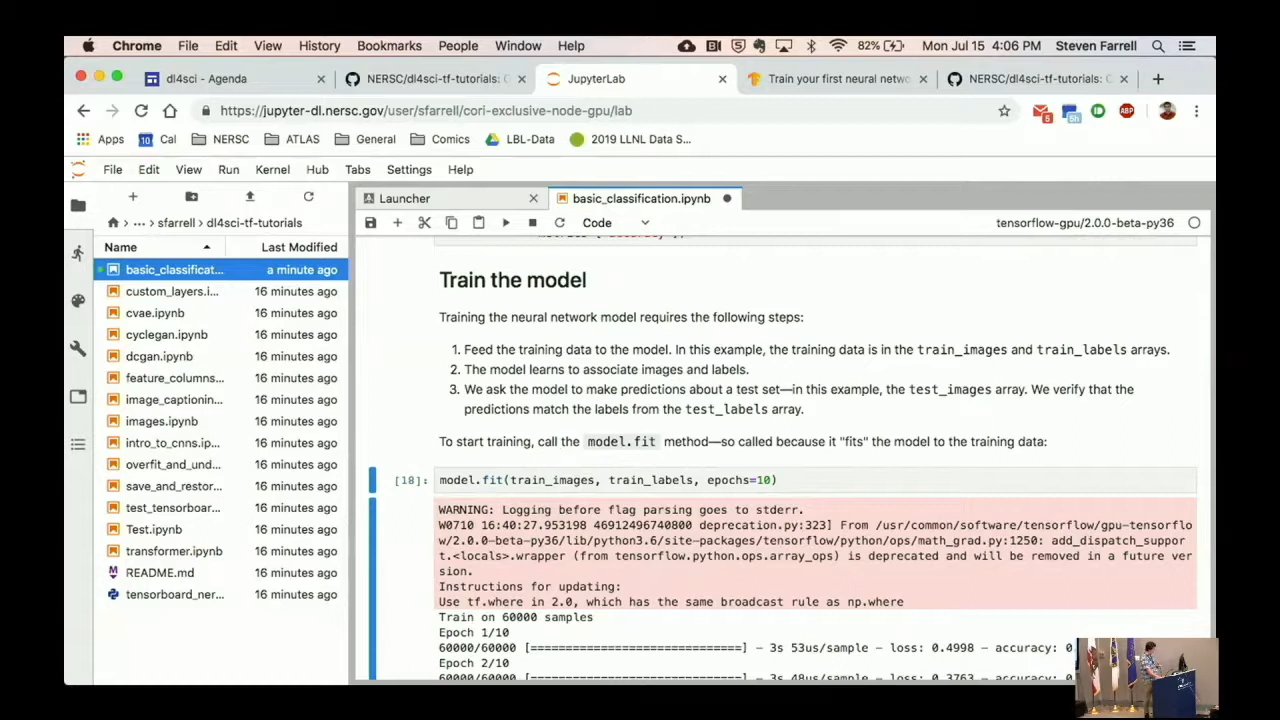 Chrome File Edit View History Bookmarks People Window Help 82% Mon Jul 15 4:06 PM Steven Farrell
dl4sci - Agenda NERSC/dl4sci-tf-tutorials: JupyterLab Train your first neural netwo NERSC/dl4sci-tf-tutorials:
https://jupyter-dl.nersc.gov/user/sfarrell/cori-exclusive-node-gpu/lab
Apps 10 Cal NERSC ATLAS General Comics LBL-Data 2019 LLNL Data S...
File Edit View Run Kernel Hub Tabs Settings Help
Launcher basic_classification.ipynb
Code tensorflow-gpu/2.0.0-beta-py36
… › sfarrell › dl4sci-tf-tutorials
Name Last Modified
basic_classificat... a minute ago
custom_layers.i... 16 minutes ago
cvae.ipynb 16 minutes ago
cyclegan.ipynb 16 minutes ago
dcgan.ipynb 16 minutes ago
feature_columns... 16 minutes ago
image_captionin... 16 minutes ago
images.ipynb 16 minutes ago
intro_to_cnns.ip... 16 minutes ago
overfit_and_und... 16 minutes ago
save_and_restor... 16 minutes ago
test_tensorboar... 16 minutes ago
Test.ipynb 16 minutes ago
transformer.ipynb 16 minutes ago
README.md 16 minutes ago
tensorboard_ner... 16 minutes ago
Train the model
Training the neural network model requires the following steps:
1. Feed the training data to the model. In this example, the training data is in the train_images and train_labels arrays.
2. The model learns to associate images and labels.
3. We ask the model to make predictions about a test set—in this example, the test_images array. We verify that the
predictions match the labels from the test_labels array.
To start training, call the model.fit method—so called because it "fits" the model to the training data:
[18]: model.fit(train_images, train_labels, epochs=10)
WARNING: Logging before flag parsing goes to stderr.
W0710 16:40:27.953198 46912496740800 deprecation.py:323] From /usr/common/software/tensorflow/gpu-tensorflo
w/2.0.0-beta-py36/lib/python3.6/site-packages/tensorflow/python/ops/math_grad.py:1250: add_dispatch_suppor
t.<locals>.wrapper (from tensorflow.python.ops.array_ops) is deprecated and will be removed in a future ver
sion.
Instructions for updating:
Use tf.where in 2.0, which has the same broadcast rule as np.where
Train on 60000 samples
Epoch 1/10
60000/60000 [==============================] - 3s 53us/sample - loss: 0.4998 - accuracy: 0.
Epoch 2/10
60000/60000 [==============================] - 3s 48us/sample - loss: 0.3763 - accuracy: 0.